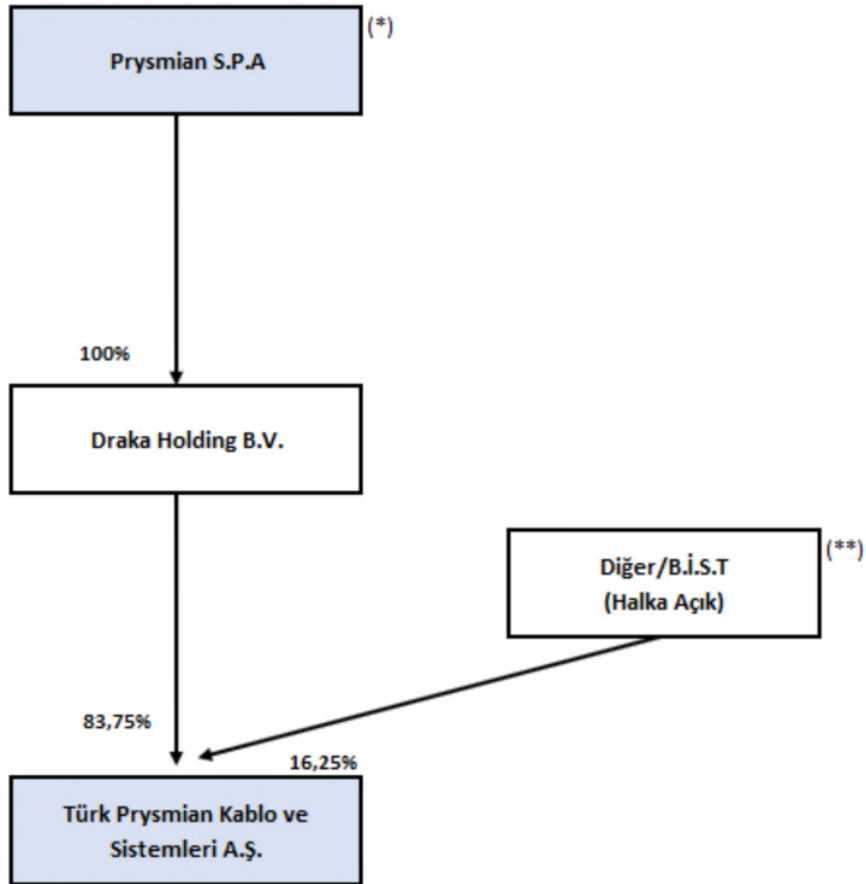 Prysmian S.P.A
(*)
100%
Draka Holding B.V.
Diğer/B.İ.S.T
(Halka Açık)
(**)
83,75%
16,25%
Türk Prysmian Kablo ve
Sistemleri A.Ş.